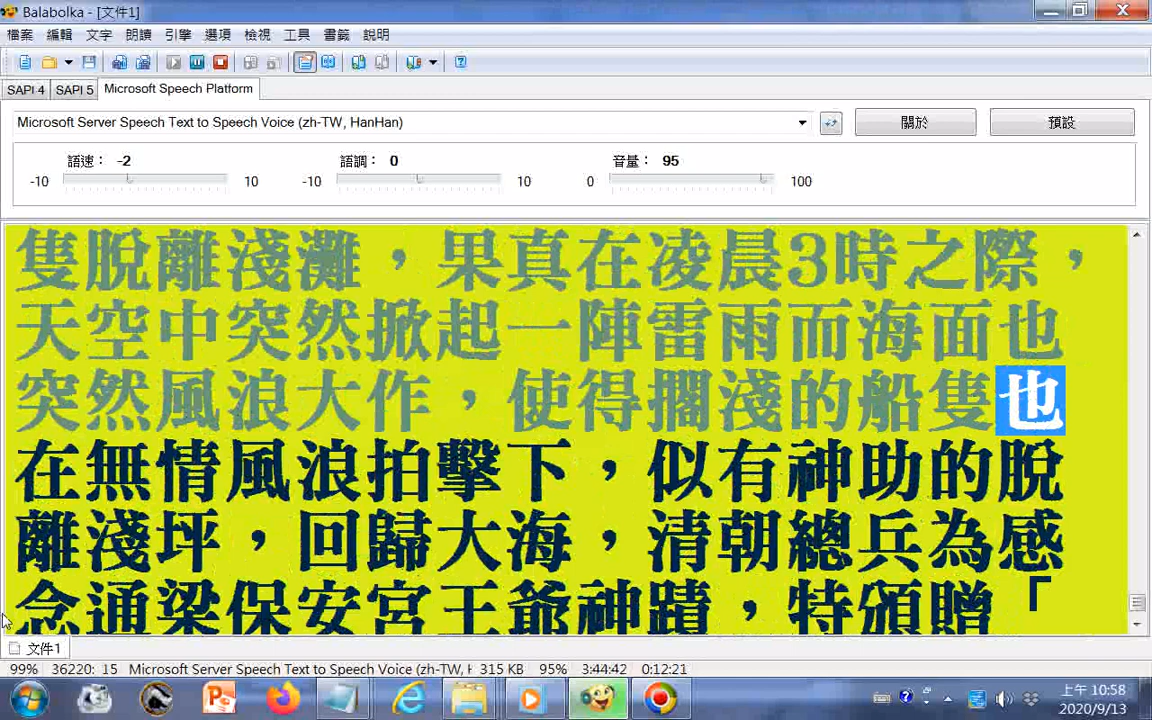 Balabolka - [文件1]
檔案 編輯 文字 朗讀 引擎 選項 檢視 工具 書籤 說明
SAPI 4 SAPI 5 Microsoft Speech Platform
Microsoft Server Speech Text to Speech Voice (zh-TW, HanHan) 關於 預設
語速： -2 語調： 0 音量： 95
-10 10 -10 10 0 100
隻脫離淺灘，果真在凌晨3時之際，
天空中突然掀起一陣雷雨而海面也
突然風浪大作，使得擱淺的船隻也
在無情風浪拍擊下，似有神助的脫
離淺坪，回歸大海，清朝總兵為感
念通梁保安宮王爺神蹟，特頒贈「
文件1
99% 36220: 15 Microsoft Server Speech Text to Speech Voice (zh-TW, H 315 KB 95% 3:44:42 0:12:21
上午 10:58
2020/9/13